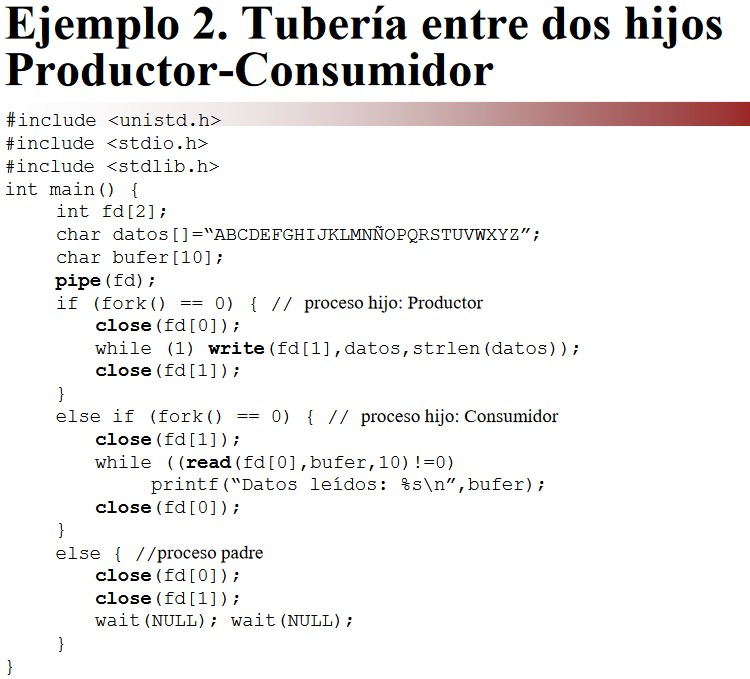 Ejemplo 2. Tubería entre dos hijos
Productor-Consumidor
#include <unistd.h>
#include <stdio.h>
#include <stdlib.h>
int main() {
int fd[2];
char datos[]=“ABCDEFGHIJKLMNÑOPQRSTUVWXYZ”;
char bufer[10];
pipe(fd);
if (fork() == 0) { // proceso hijo: Productor
close(fd[0]);
while (1) write(fd[1],datos,strlen(datos));
close(fd[1]);
}
else if (fork() == 0) { // proceso hijo: Consumidor
close(fd[1]);
while ((read(fd[0],bufer,10)!=0)
printf(“Datos leídos: %s\n”,bufer);
close(fd[0]);
}
else { //proceso padre
close(fd[0]);
close(fd[1]);
wait(NULL); wait(NULL);
}
}